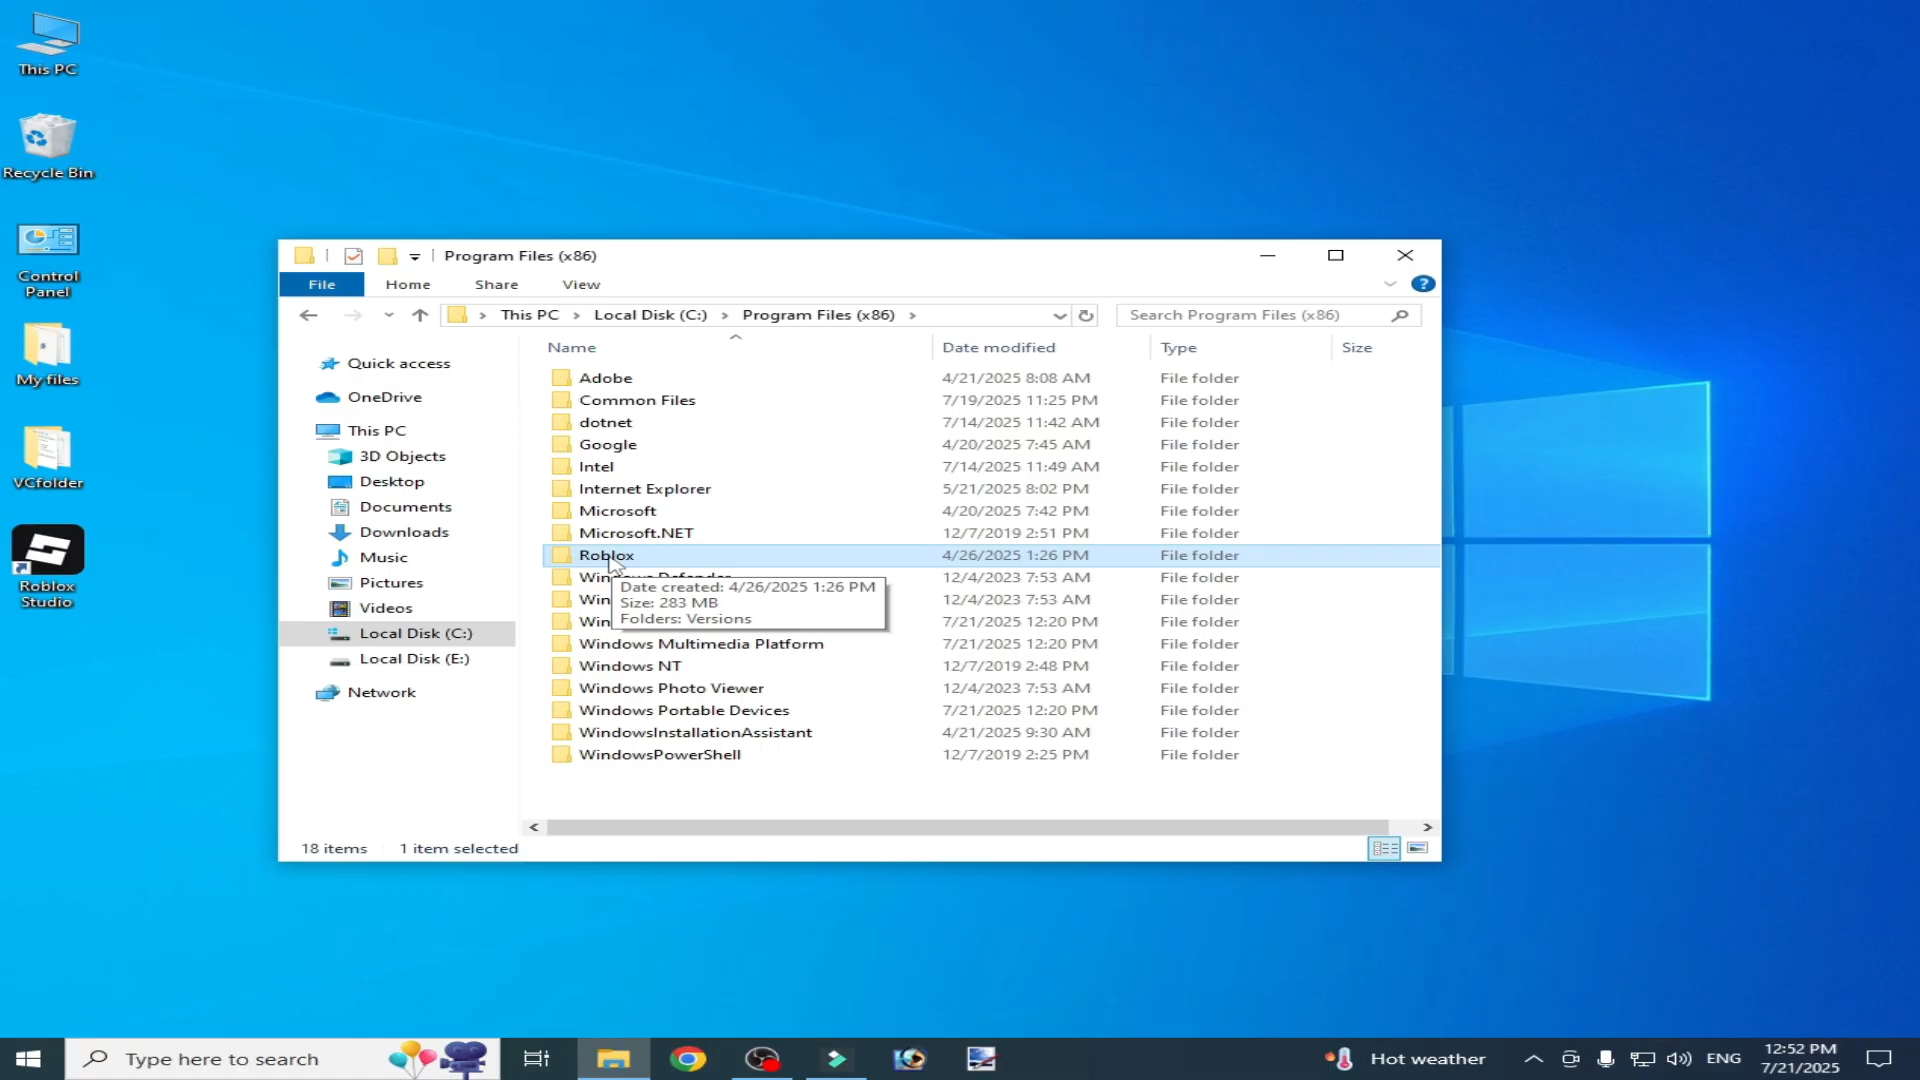 This PC
Recycle Bin
Control
Panel
My files
VCfolder
Roblox
Studio
Program Files (x86)
File Home Share View
This PC Local Disk (C:) Program Files (x86)
Search Program Files (x86)
Quick access
OneDrive
This PC
3D Objects
Desktop
Documents
Downloads
Music
Pictures
Videos
Local Disk (C:)
Local Disk (E:)
Network
Name Date modified Type Size
Adobe 4/21/2025 8:08 AM File folder
Common Files 7/19/2025 11:25 PM File folder
dotnet 7/14/2025 11:42 AM File folder
Google 4/20/2025 7:45 AM File folder
Intel 7/14/2025 11:49 AM File folder
Internet Explorer 5/21/2025 8:02 PM File folder
Microsoft 4/20/2025 7:42 PM File folder
Microsoft.NET 12/7/2019 2:51 PM File folder
Roblox 4/26/2025 1:26 PM File folder
12/4/2023 7:53 AM File folder
12/4/2023 7:53 AM File folder
7/21/2025 12:20 PM File folder
Date created: 4/26/2025 1:26 PM
Size: 283 MB
Folders: Versions
Windows Multimedia Platform 7/21/2025 12:20 PM File folder
Windows NT 12/7/2019 2:48 PM File folder
Windows Photo Viewer 12/4/2023 7:53 AM File folder
Windows Portable Devices 7/21/2025 12:20 PM File folder
WindowsInstallationAssistant 4/21/2025 9:30 AM File folder
WindowsPowerShell 12/7/2019 2:25 PM File folder
18 items 1 item selected
Type here to search
Hot weather
ENG
12:52 PM
7/21/2025